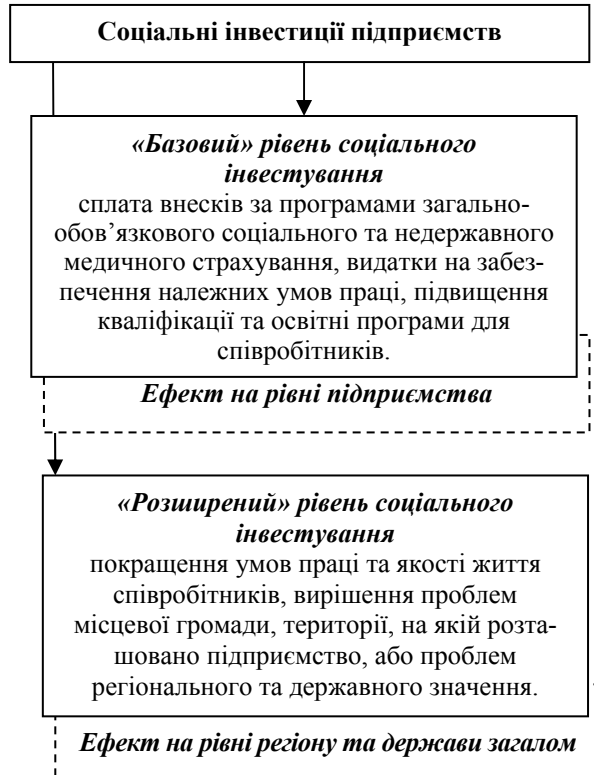 Соціальні інвестиції підприємств
«Базовий» рівень соціального
інвестування
сплата внесків за програмами загально-
обов’язкового соціального та недержавного
медичного страхування, видатки на забез-
печення належних умов праці, підвищення
кваліфікації та освітні програми для
співробітників.
Ефект на рівні підприємства
«Розширений» рівень соціального
інвестування
покращення умов праці та якості життя
співробітників, вирішення проблем
місцевої громади, території, на якій розта-
шовано підприємство, або проблем
регіонального та державного значення.
Ефект на рівні регіону та держави загалом